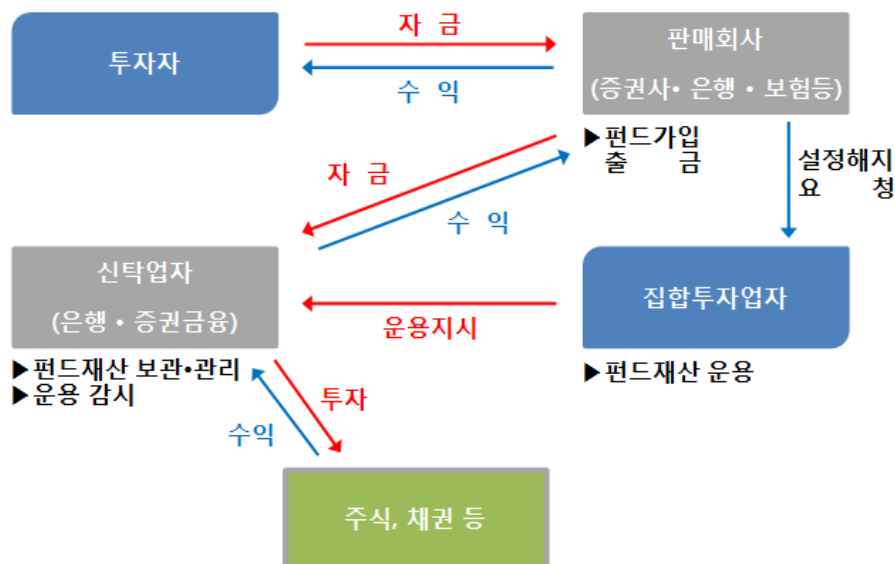 투자자
자 금
수 익
판매회사
(증권사• 은행 • 보험등)
▶펀드가입
출 금
설정해지
요 청
자 금
수 익
신탁업자
(은행 • 증권금융)
▶펀드재산 보관•관리
▶운용 감시
운용지시
집합투자업자
▶펀드재산 운용
투자
수익
주식, 채권 등